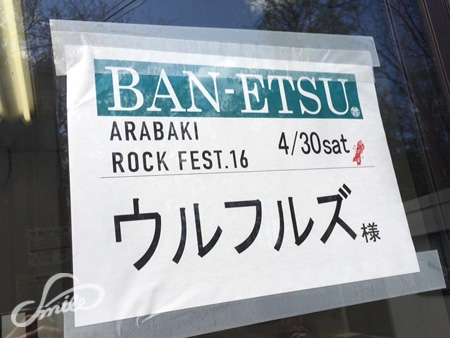 BAN-ETSU
ARABAKI
ROCK FEST.16
4/30sat
ウルフルズ様
Smile